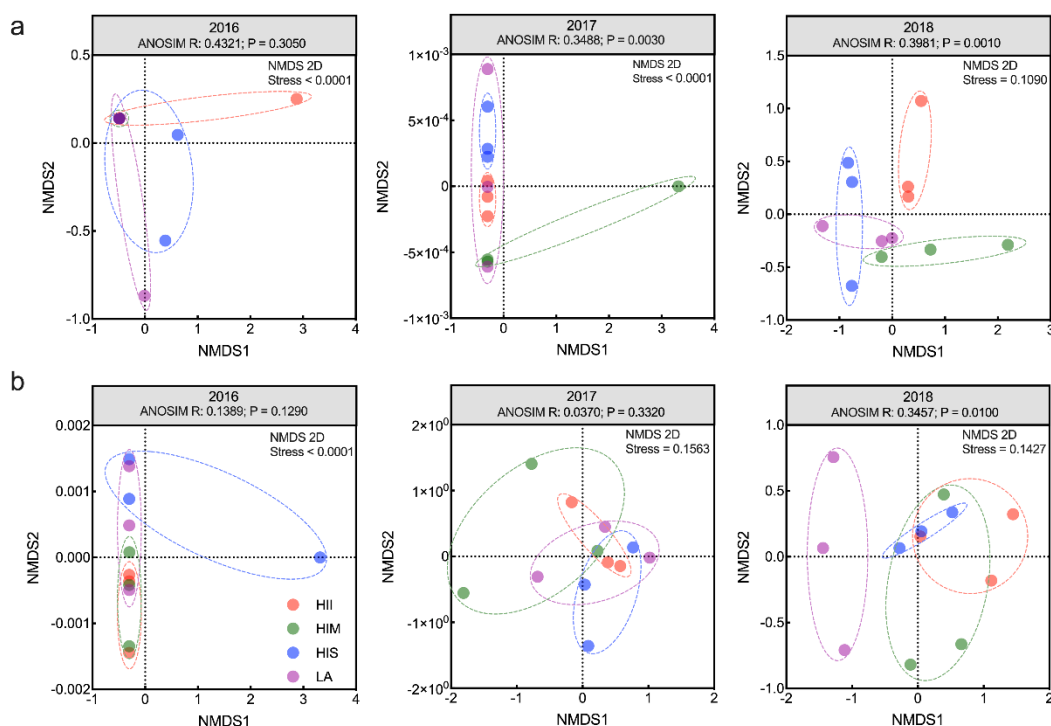 a
2016
ANOSIM R: 0.4321; P = 0.3050
NMDS 2D
Stress < 0.0001
0.5
0.0
-0.5
-1.0
NMDS2
-1
0
1
2
3
4
NMDS1
2017
ANOSIM R: 0.3488; P = 0.0030
NMDS 2D
Stress < 0.0001
1×10⁻³
5×10⁻⁴
0
-5×10⁻⁴
-1×10⁻³
NMDS2
-1
0
1
2
3
4
NMDS1
2018
ANOSIM R: 0.3981; P = 0.0010
NMDS 2D
Stress = 0.1090
1.5
1.0
0.5
0.0
-0.5
-1.0
NMDS2
-2
-1
0
1
2
3
NMDS1
b
2016
ANOSIM R: 0.1389; P = 0.1290
NMDS 2D
Stress < 0.0001
0.002
0.001
0.000
-0.001
-0.002
NMDS2
HII
HIM
HIS
LA
-1
0
1
2
3
4
NMDS1
2017
ANOSIM R: 0.0370; P = 0.3320
NMDS 2D
Stress = 0.1563
2×10⁰
1×10⁰
0
-1×10⁰
-2×10⁰
NMDS2
-2
-1
0
1
2
NMDS1
2018
ANOSIM R: 0.3457; P = 0.0100
NMDS 2D
Stress = 0.1427
1.0
0.5
0.0
-0.5
-1.0
NMDS2
-2
-1
0
1
2
NMDS1